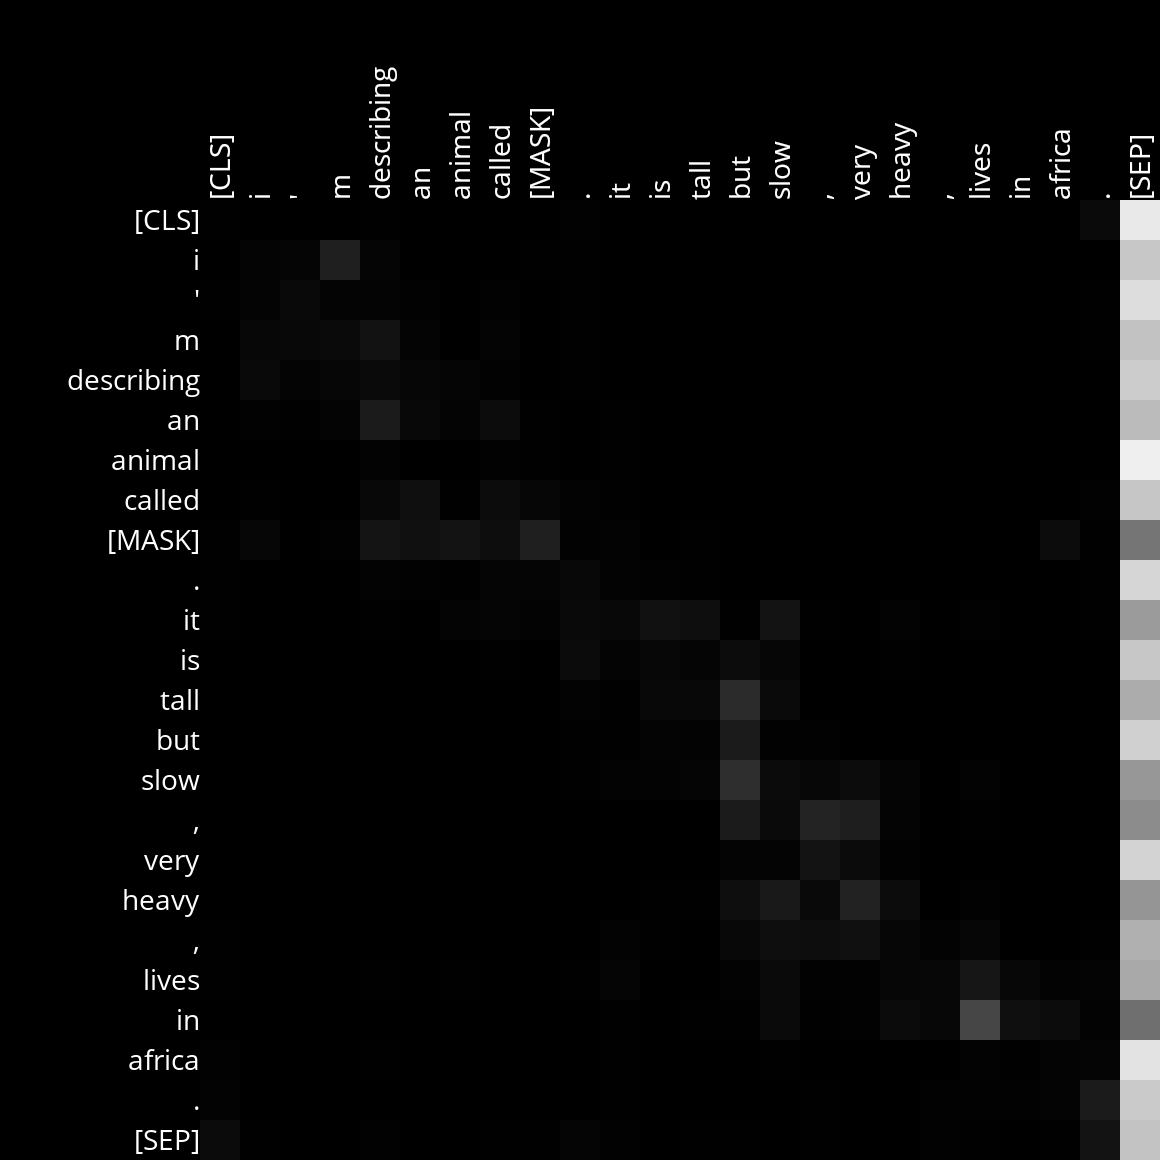 [CLS] i ' m describing an animal called [MASK] . it is tall but slow , very heavy , lives in africa . [SEP]
[CLS]
i
'
m
describing
an
animal
called
[MASK]
.
it
is
tall
but
slow
,
very
heavy
,
lives
in
africa
.
[SEP]